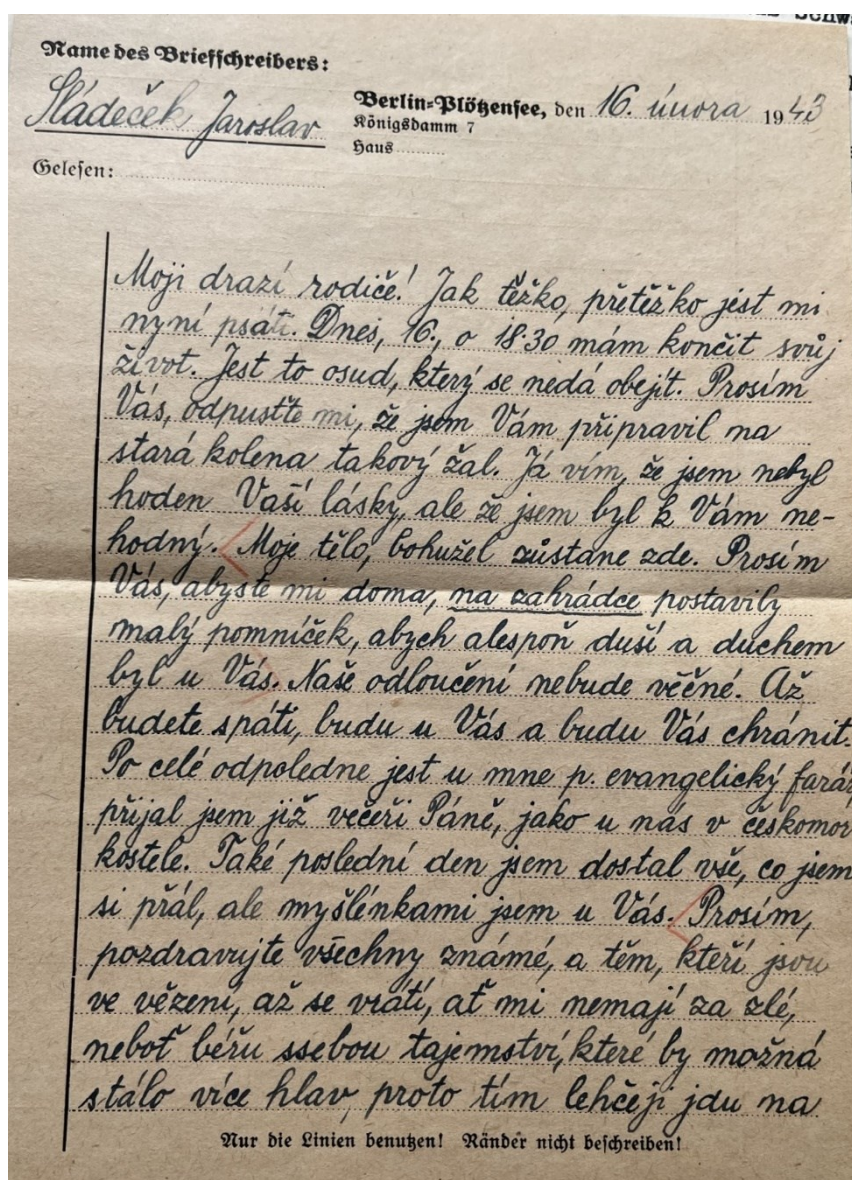 Name des Briefschreibers:
Sládeček Jaroslav
Berlin-Plötzensee, den 16. února 1943
Königsdamm 7
Haus
Gelesen:
Moji drazí rodiče! Jak těžko, přetěžko jest mi
nyní psáti. Dnes, 16., o 18.30 mám končit svůj
život. Jest to osud, který se nedá obejít. Prosím
Vás, odpusťte mi, že jsem Vám připravil na
stará kolena takový žal. Já vím, že jsem nebyl
hoden Vaší lásky, ale že jsem byl k Vám ne-
hodný. Moje tělo, bohužel zůstane zde. Prosím
Vás, abyste mi doma, na zahrádce postavily
malý pomníček, abych alespoň duší a duchem
byl u Vás. Naše odloučení nebude věčné. Až
budete spáti, budu u Vás a budu Vás chránit.
Po celé odpoledne jest u mne p. evangelický farář
přijal jsem již večeři Páně, jako u nás v českomor
kostele. Také poslední den jsem dostal vše, co jsem
si přál, ale myšlénkami jsem u Vás. Prosím,
pozdravujte všechny známé, a těm, kteří jsou
ve vězení, až se vrátí, ať mi nemají za zlé,
neboť béřu ssebou tajemství, které by možná
stálo více hlav, proto tím lehčeji jdu na
Nur die Linien benutzen! Ränder nicht beschreiben!